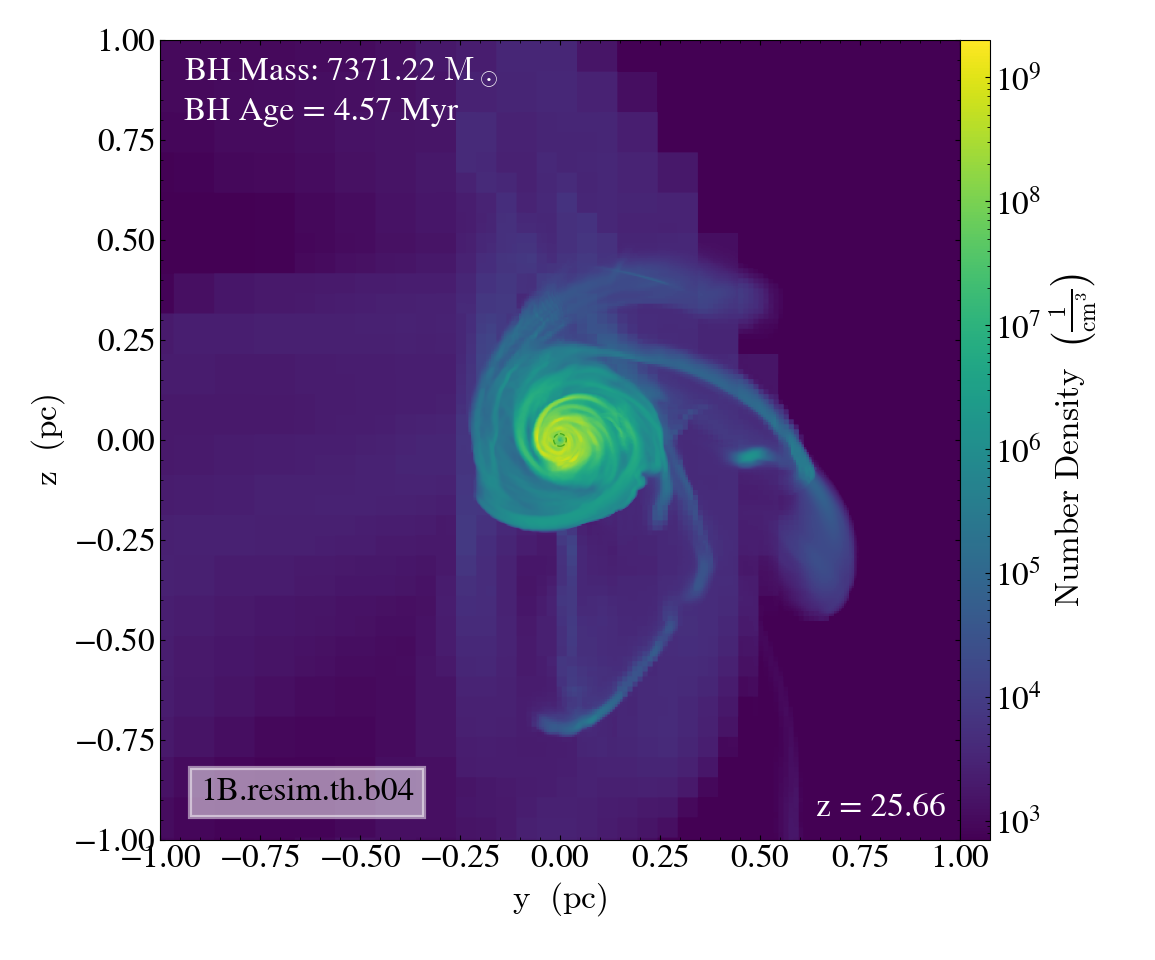 BH Mass: 7371.22 M⊙
BH Age = 4.57 Myr
1B.resim.th.b04
z = 25.66
1.00
0.75
0.50
0.25
0.00
−0.25
−0.50
−0.75
−1.00
z (pc)
−1.00 −0.75 −0.50 −0.25 0.00 0.25 0.50 0.75 1.00
y (pc)
10⁹
10⁸
10⁷
10⁶
10⁵
10⁴
10³
Number Density (1/cm³)